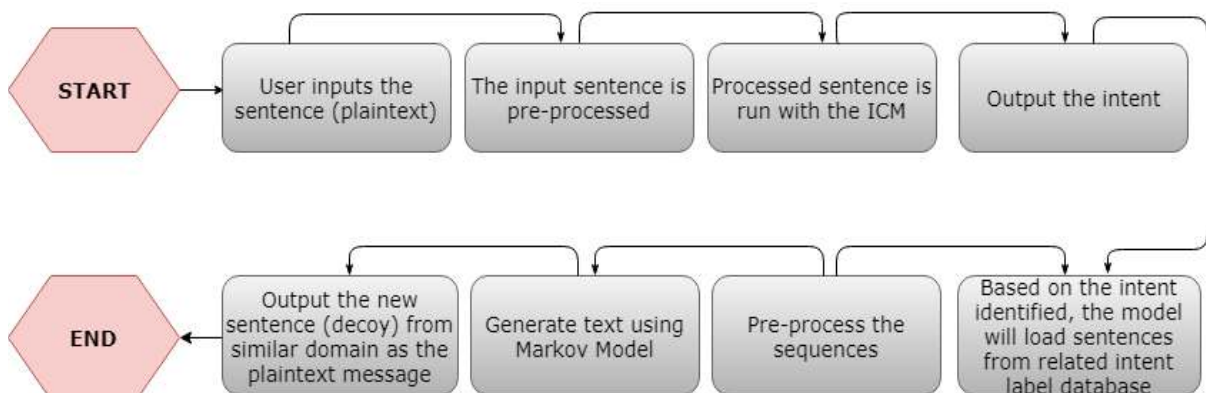 START
User inputs the
sentence (plaintext)
The input sentence is
pre-processed
Processed sentence is
run with the ICM
Output the intent
Based on the intent
identified, the model
will load sentences
from related intent
label database
Pre-process the
sequences
Generate text using
Markov Model
Output the new
sentence (decoy) from
similar domain as the
plaintext message
END